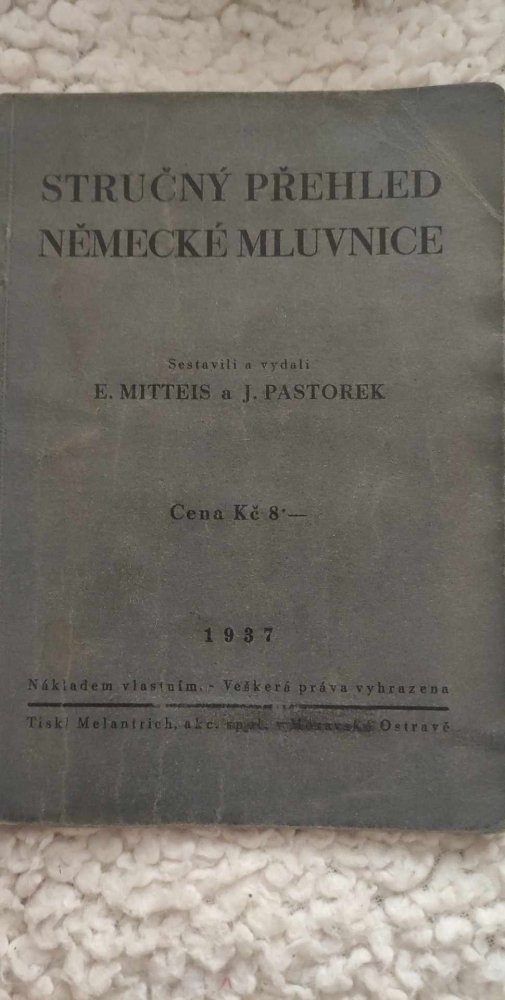 STRUČNÝ PŘEHLED
NĚMECKÉ MLUVNICE
Sestavili a vydali
E. MITTEIS a J. PASTOREK
Cena Kč 8·—
1937
Nákladem vlastním. - Veškerá práva vyhrazena
Tisk: Melantrich, akc. spol. v Moravské Ostravě